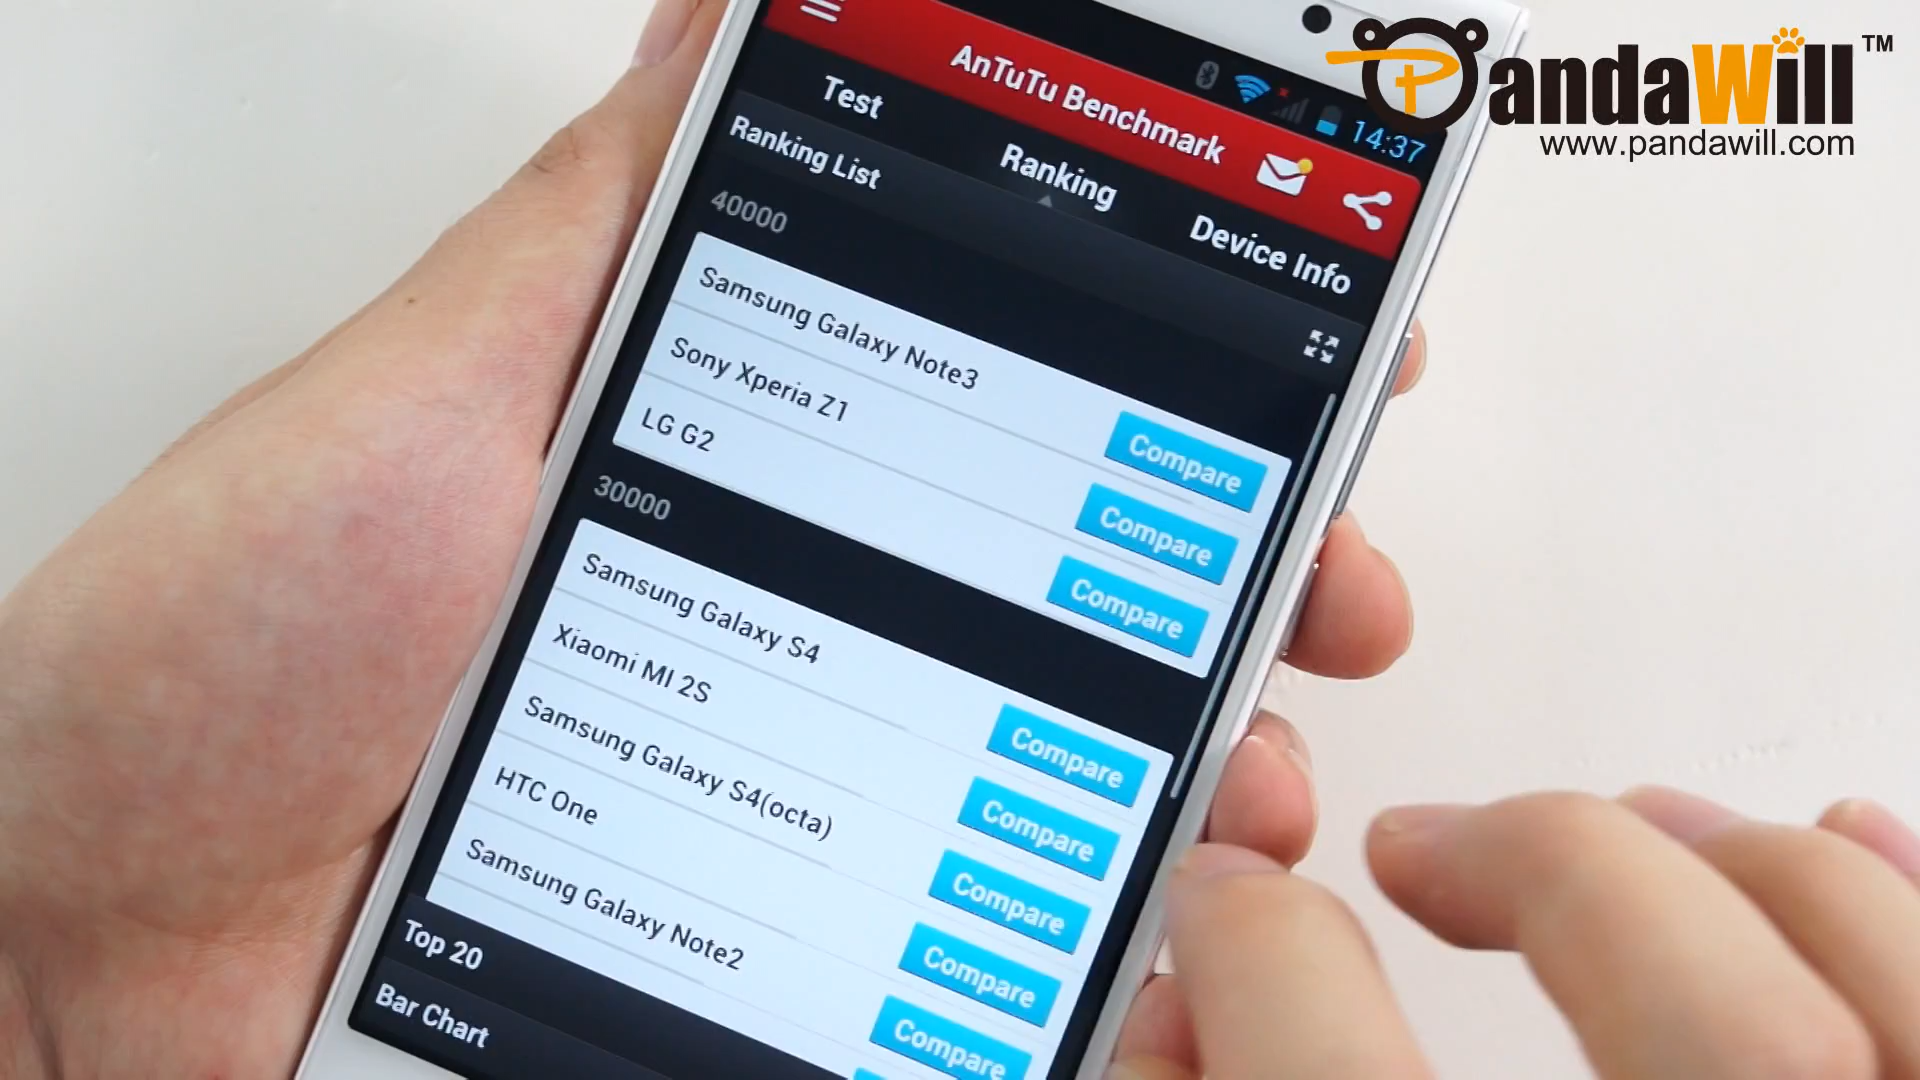 PandaWill™
www.pandawill.com
14:37
AnTuTu Benchmark
Test
Ranking
Device Info
Ranking List
40000
Samsung Galaxy Note3
Compare
Sony Xperia Z1
Compare
LG G2
Compare
30000
Samsung Galaxy S4
Compare
Xiaomi MI 2S
Compare
Samsung Galaxy S4(octa)
Compare
HTC One
Compare
Samsung Galaxy Note2
Compare
Top 20
Bar Chart